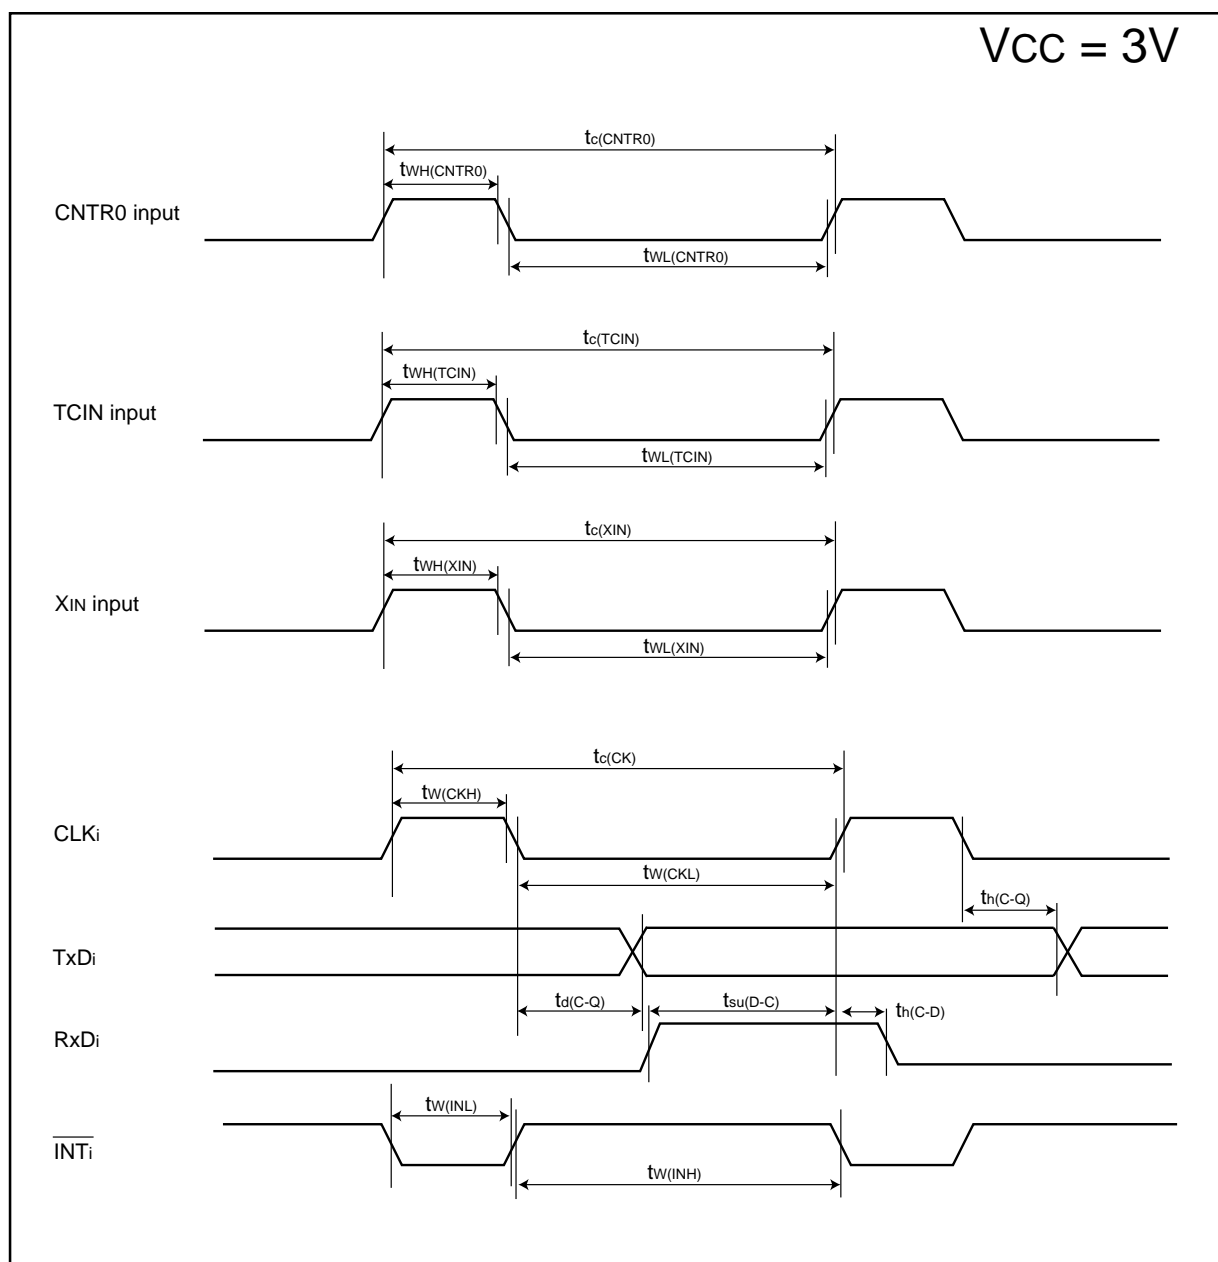 VCC = 3V
tc(CNTR0)
tWH(CNTR0)
CNTR0 input
tWL(CNTR0)
tc(TCIN)
tWH(TCIN)
TCIN input
tWL(TCIN)
tc(XIN)
tWH(XIN)
XIN input
tWL(XIN)
tc(CK)
tW(CKH)
CLKi
tW(CKL)
th(C-Q)
TxDi
td(C-Q)
tsu(D-C)
th(C-D)
RxDi
tW(INL)
INTi
tW(INH)